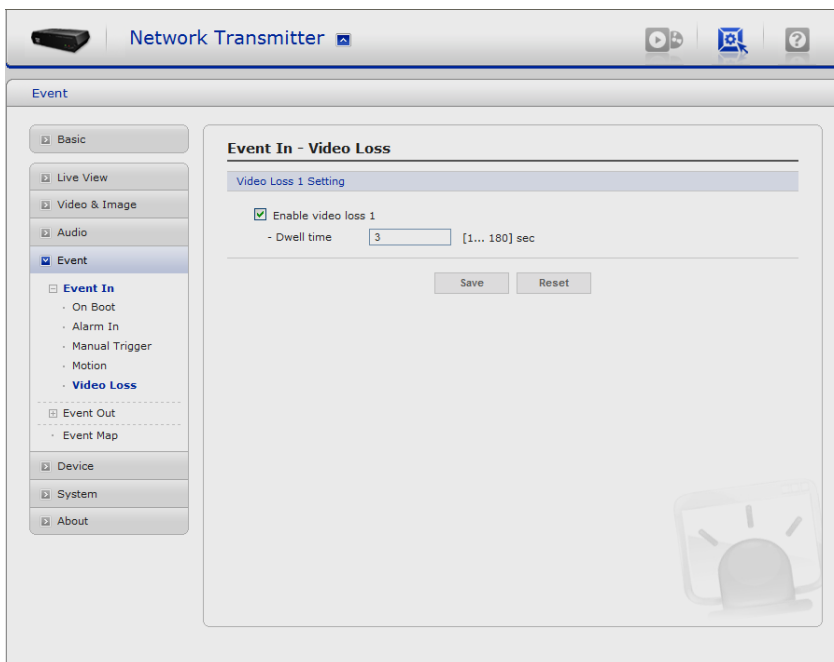 Network Transmitter
?
Event
Basic
Live View
Video & Image
Audio
Event
Event In
On Boot
Alarm In
Manual Trigger
Motion
Video Loss
Event Out
Event Map
Device
System
About
Event In - Video Loss
Video Loss 1 Setting
Enable video loss 1
- Dwell time 3 [1... 180] sec
Save Reset